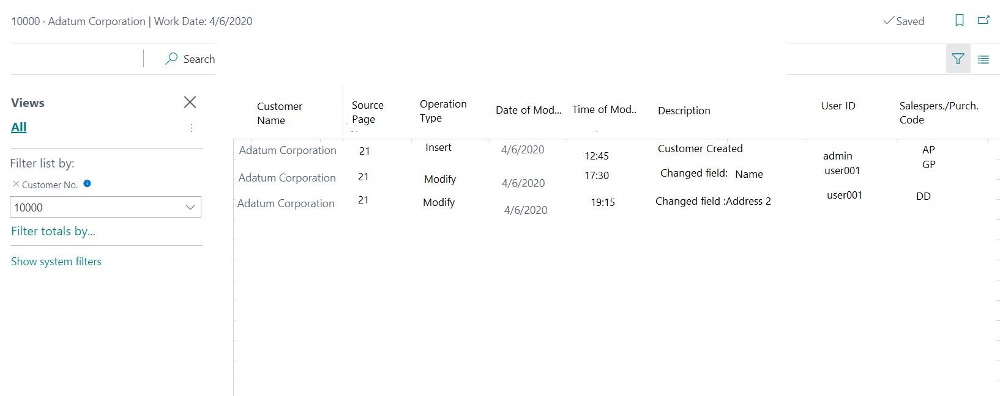 10000 · Adatum Corporation | Work Date: 4/6/2020
Saved
Search
Views
All
Filter list by:
Customer No.
10000
Filter totals by...
Show system filters
Customer Name Source Page Operation Type Date of Mod... Time of Mod.. Description User ID Salespers./Purch. Code
Adatum Corporation 21 Insert 4/6/2020 12:45 Customer Created admin AP
Adatum Corporation 21 Modify 4/6/2020 17:30 Changed field: Name user001 GP
Adatum Corporation 21 Modify 4/6/2020 19:15 Changed field :Address 2 user001 DD